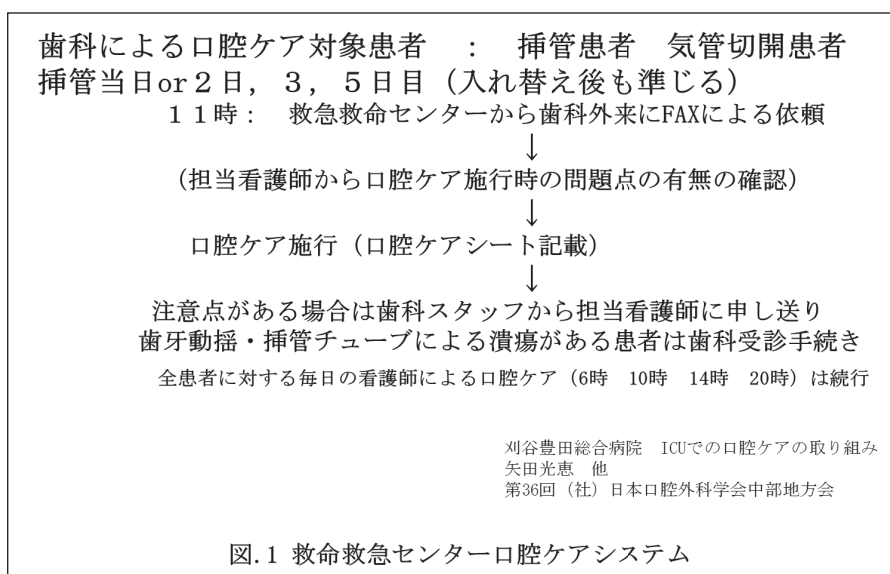 歯科による口腔ケア対象患者　：　挿管患者　気管切開患者
挿管当日or２日，３，５日目（入れ替え後も準じる）
１１時：　救急救命センターから歯科外来にFAXによる依頼
↓
（担当看護師から口腔ケア施行時の問題点の有無の確認）
↓
口腔ケア施行（口腔ケアシート記載）
↓
注意点がある場合は歯科スタッフから担当看護師に申し送り
歯牙動揺・挿管チューブによる潰瘍がある患者は歯科受診手続き
全患者に対する毎日の看護師による口腔ケア（6時　10時　14時　20時）は続行
刈谷豊田総合病院　ICUでの口腔ケアの取り組み
矢田光恵　他
第36回（社）日本口腔外科学会中部地方会
図.1 救命救急センター口腔ケアシステム